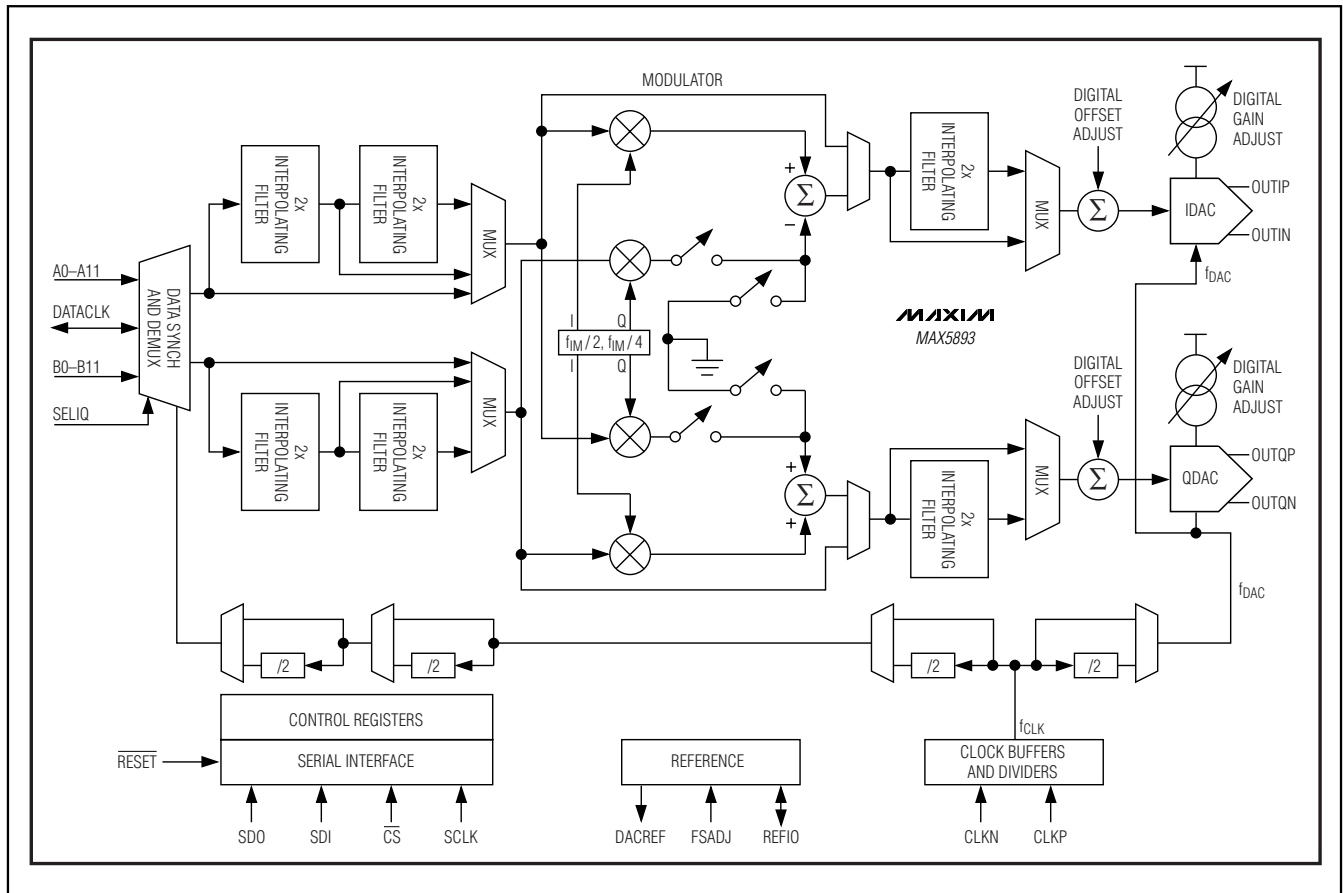 MODULATOR
DIGITAL
OFFSET
ADJUST
DIGITAL
GAIN
ADJUST
2x
INTERPOLATING
FILTER
2x
INTERPOLATING
FILTER
MUX
+
Σ
−
2x
INTERPOLATING
FILTER
MUX
Σ
IDAC
OUTIP
OUTIN
fDAC
A0–A11
DATACLK
B0–B11
SELIQ
DATA SYNCH
AND DEMUX
I
Q
fIM / 2, fIM / 4
I
Q
MAXIM
MAX5893
2x
INTERPOLATING
FILTER
2x
INTERPOLATING
FILTER
MUX
+
Σ
+
2x
INTERPOLATING
FILTER
MUX
DIGITAL
OFFSET
ADJUST
Σ
DIGITAL
GAIN
ADJUST
QDAC
OUTQP
OUTQN
fDAC
/2
/2
/2
/2
fCLK
CONTROL REGISTERS
RESET
SERIAL INTERFACE
REFERENCE
CLOCK BUFFERS
AND DIVIDERS
SDO
SDI
CS
SCLK
DACREF
FSADJ
REFIO
CLKN
CLKP